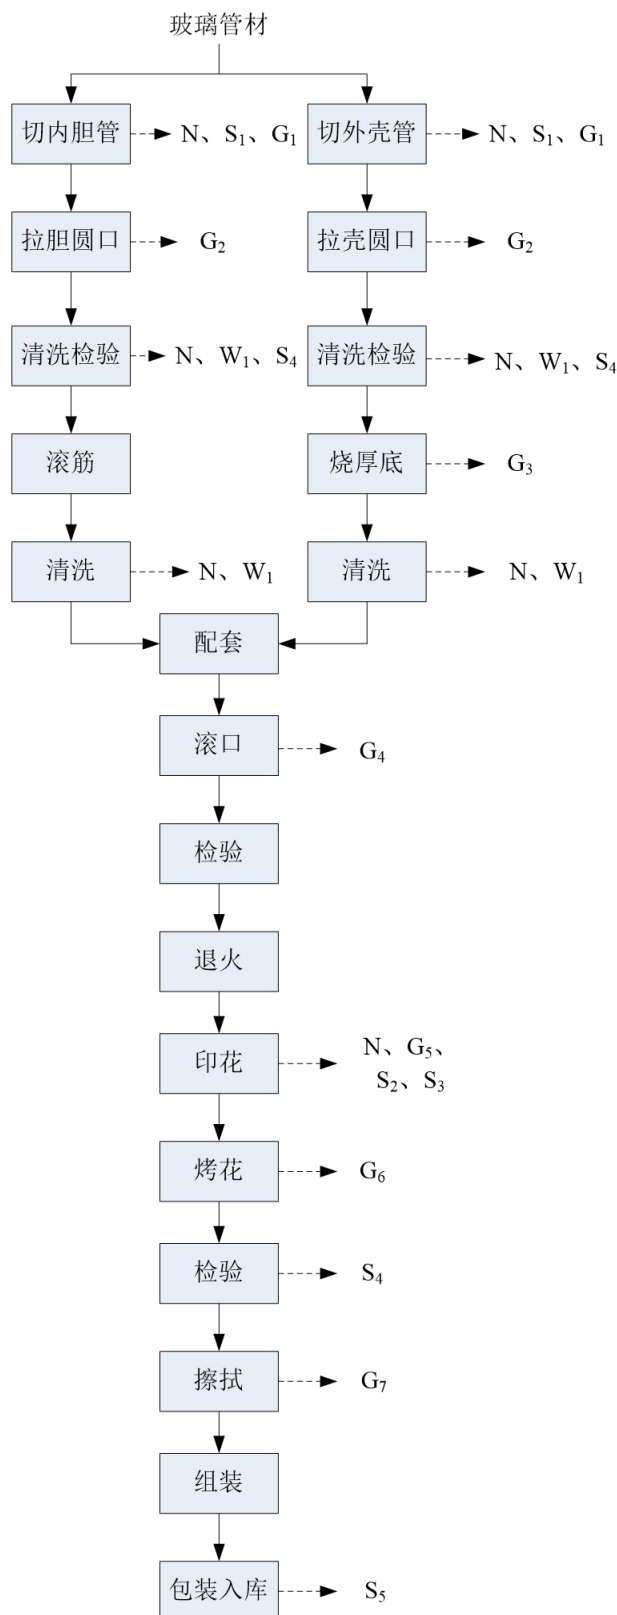 玻璃管材
切内胆管
N、S₁、G₁
切外壳管
N、S₁、G₁
拉胆圆口
G₂
拉壳圆口
G₂
清洗检验
N、W₁、S₄
清洗检验
N、W₁、S₄
滚筋
烧厚底
G₃
清洗
N、W₁
清洗
N、W₁
配套
滚口
G₄
检验
退火
印花
N、G₅、
S₂、S₃
烤花
G₆
检验
S₄
擦拭
G₇
组装
包装入库
S₅